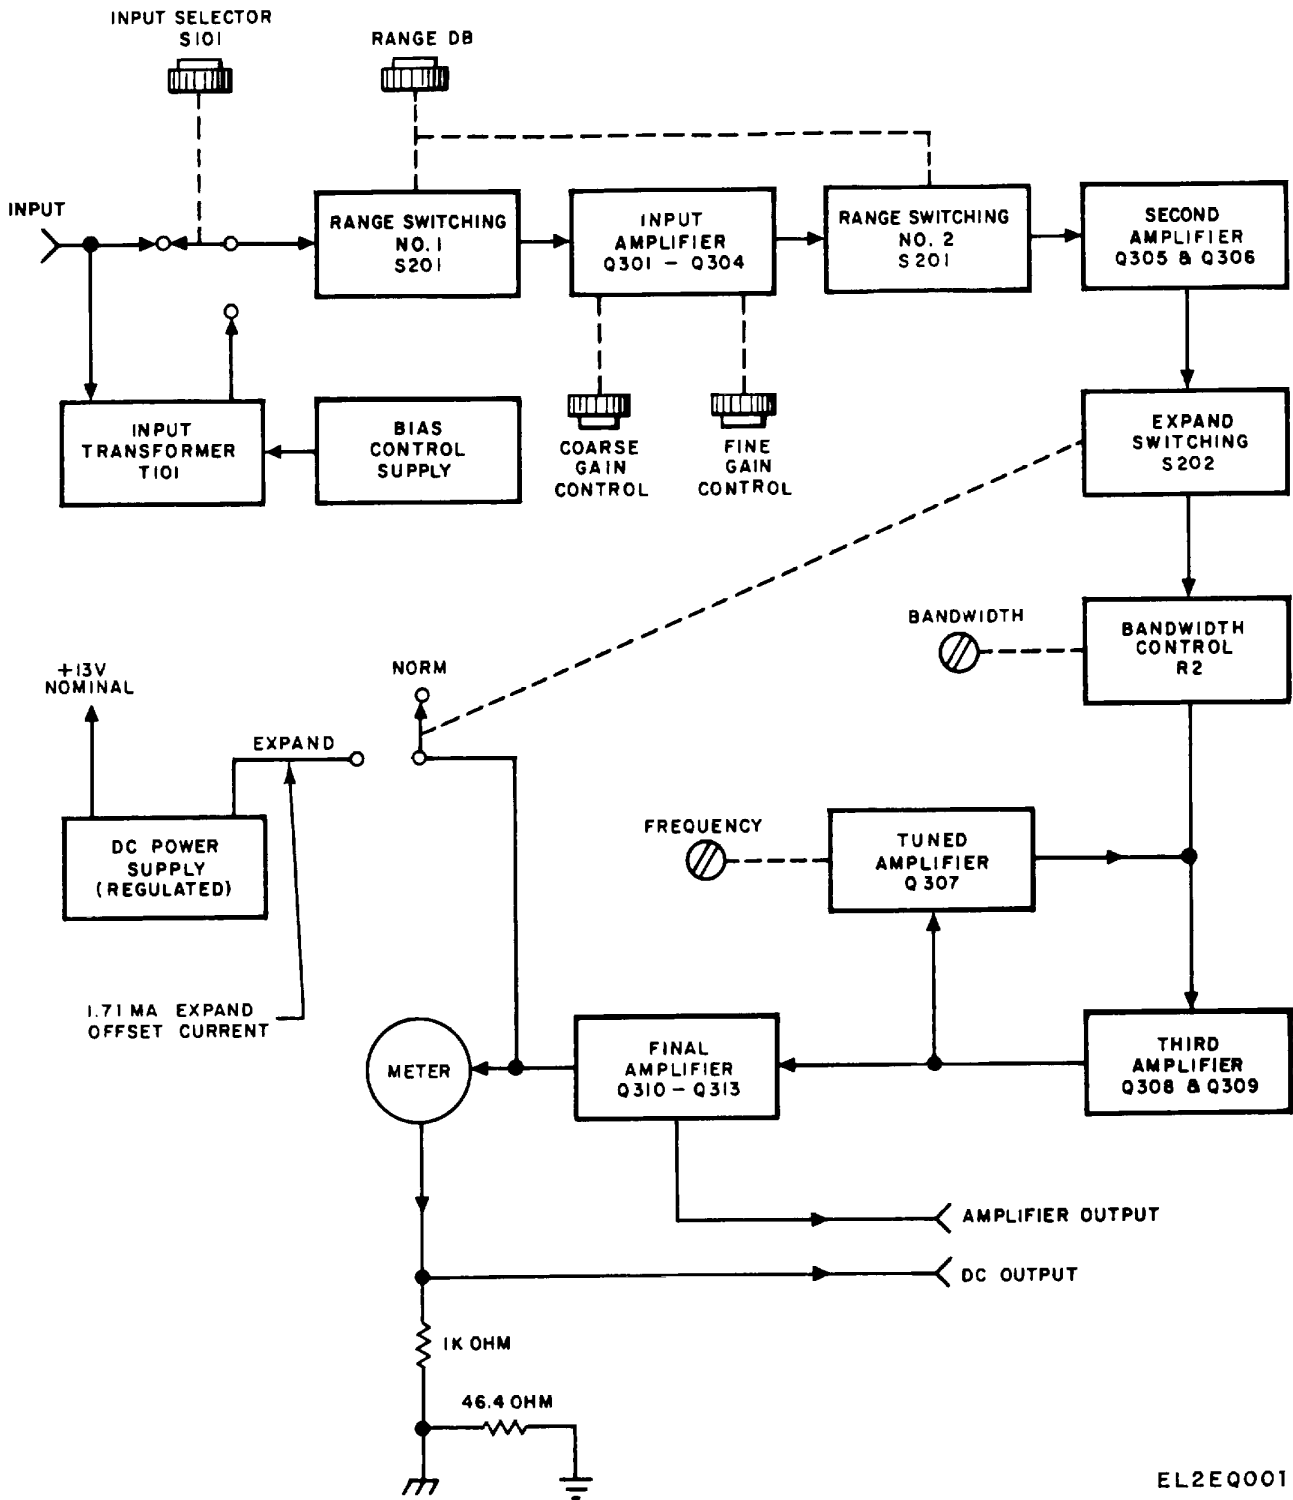 INPUT SELECTOR
S101
RANGE DB
INPUT
RANGE SWITCHING
NO. 1
S201
INPUT
AMPLIFIER
Q301 - Q304
RANGE SWITCHING
NO. 2
S201
SECOND
AMPLIFIER
Q305 & Q306
INPUT
TRANSFORMER
T101
BIAS
CONTROL
SUPPLY
COARSE
GAIN
CONTROL
FINE
GAIN
CONTROL
EXPAND
SWITCHING
S202
BANDWIDTH
BANDWIDTH
CONTROL
R2
+13V
NOMINAL
NORM
EXPAND
DC POWER
SUPPLY
(REGULATED)
FREQUENCY
TUNED
AMPLIFIER
Q307
1.71 MA EXPAND
OFFSET CURRENT
METER
FINAL
AMPLIFIER
Q310 - Q313
THIRD
AMPLIFIER
Q308 & Q309
AMPLIFIER OUTPUT
DC OUTPUT
1K OHM
46.4 OHM
EL2EQ001